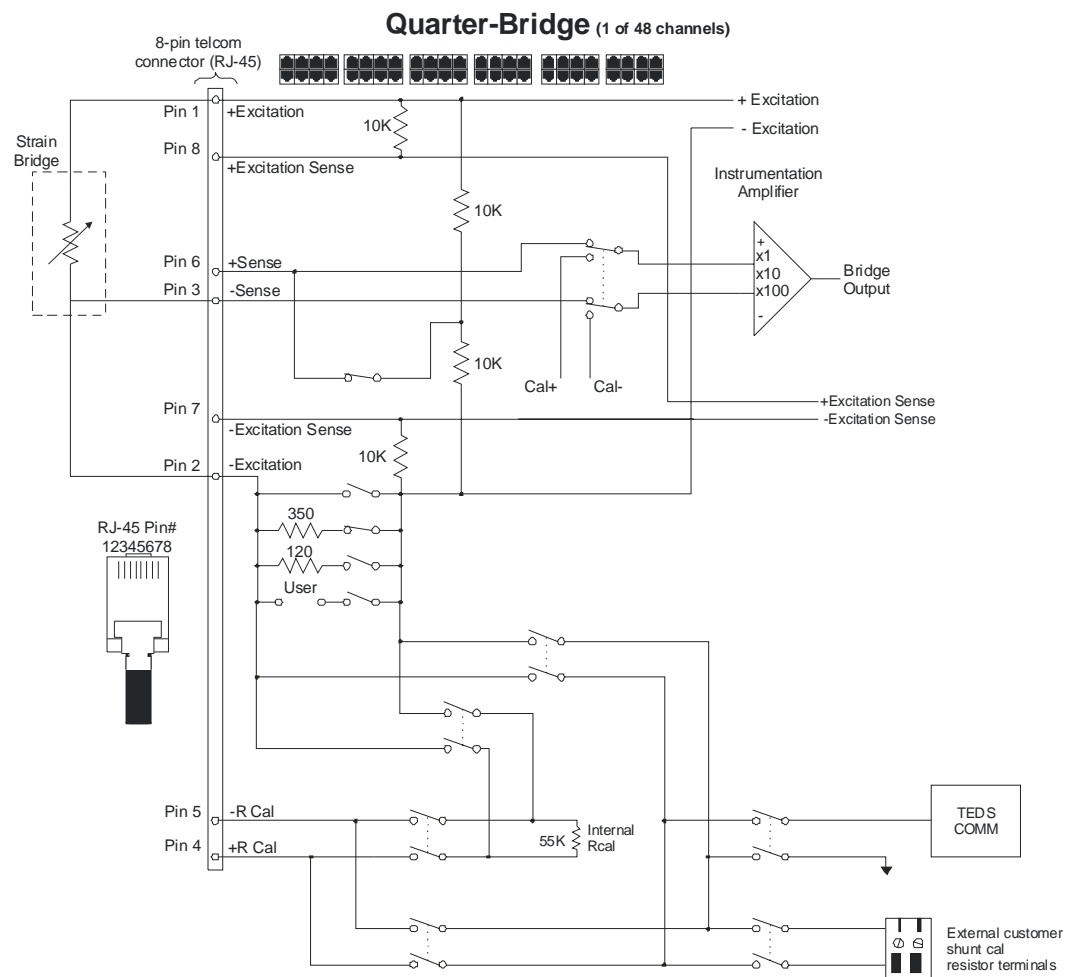 Quarter-Bridge (1 of 48 channels)
8-pin telcom
connector (RJ-45)
Pin 1
+Excitation
10K
+ Excitation
- Excitation
Strain
Bridge
Pin 8
+Excitation Sense
Instrumentation
Amplifier
10K
Pin 6
+Sense
+
x1
x10
x100
-
Bridge
Output
Pin 3
-Sense
10K
Cal+
Cal-
+Excitation Sense
-Excitation Sense
Pin 7
-Excitation Sense
10K
Pin 2
-Excitation
350
120
User
RJ-45 Pin#
12345678
Pin 5
-R Cal
55K
Internal
Rcal
TEDS
COMM
Pin 4
+R Cal
External customer
shunt cal
resistor terminals